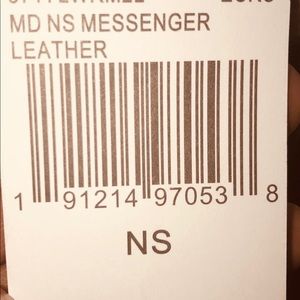 MD NS MESSENGER
LEATHER
1 91214 97053 8
NS